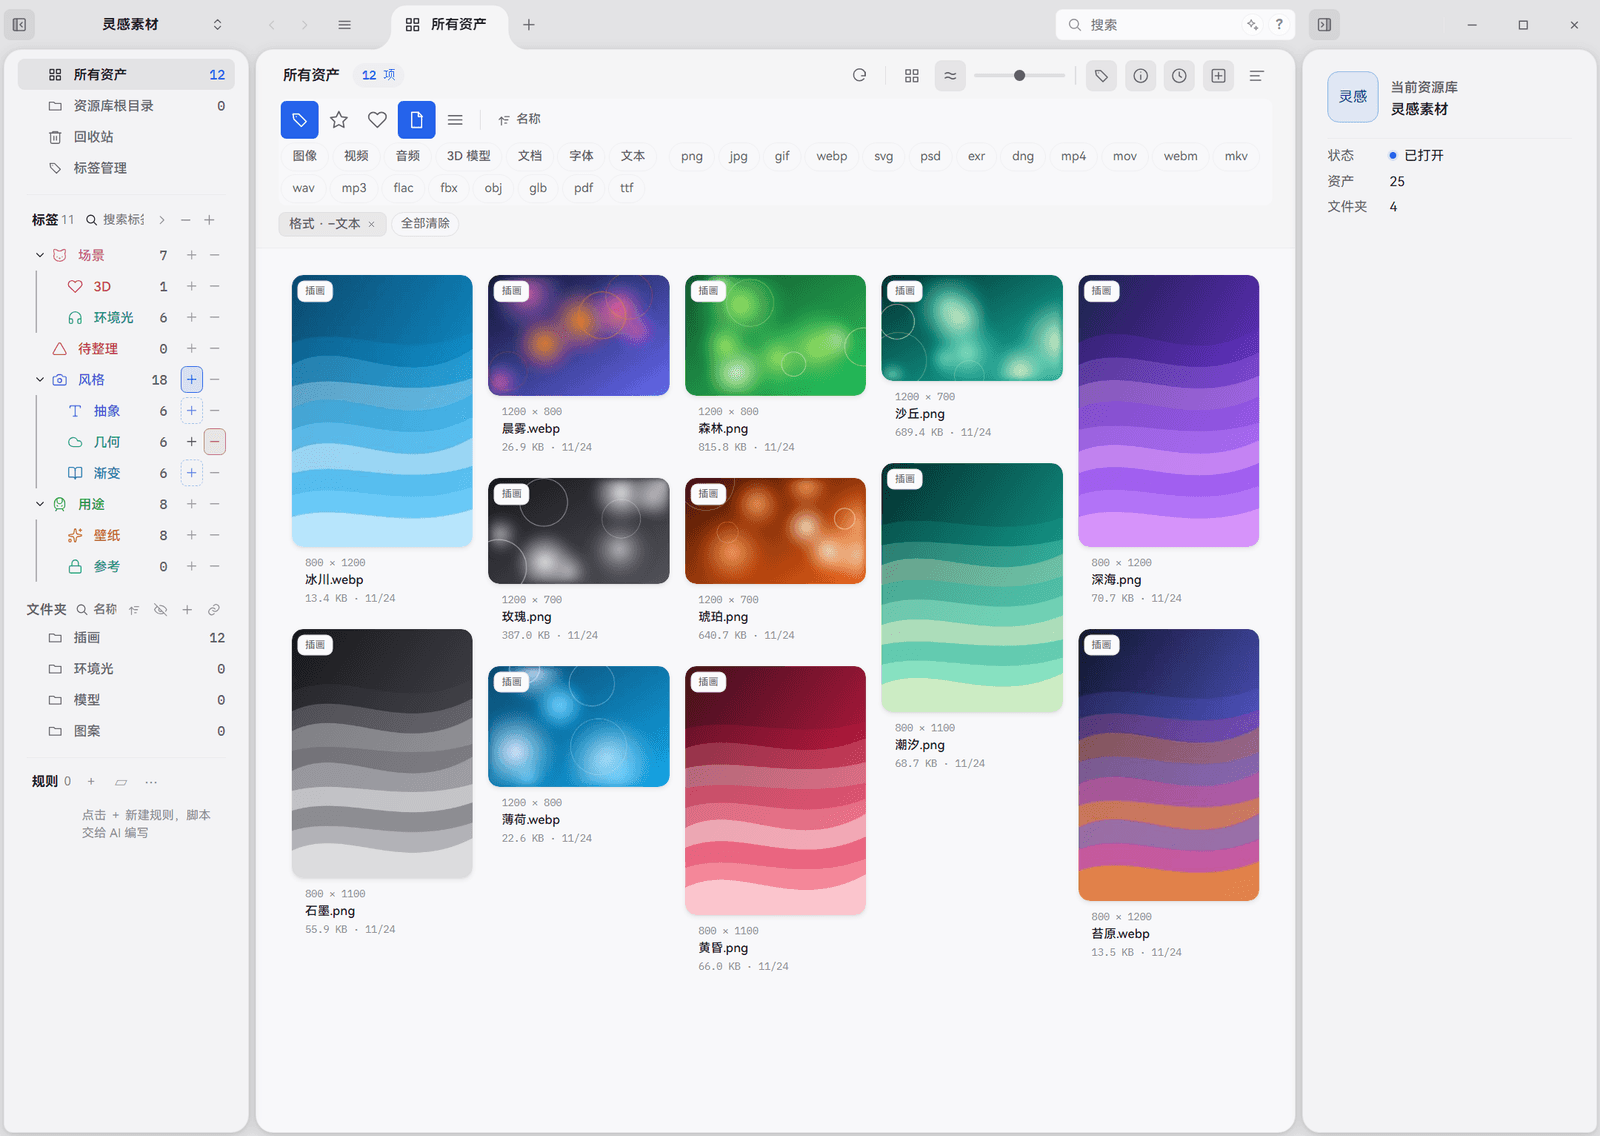 灵感素材
所有资产
搜索
?
所有资产 12
资源库根目录 0
回收站
标签管理
标签 11 搜索标签
场景 7
3D 1
环境光 6
待整理 0
风格 18
抽象 6
几何 6
渐变 6
用途 8
壁纸 8
参考 0
文件夹 名称
插画 12
环境光 0
模型 0
图案 0
规则 0
点击 + 新建规则，脚本
交给 AI 编写
所有资产 12 项
名称
图像 视频 音频 3D 模型 文档 字体 文本 png jpg gif webp svg psd exr dng mp4 mov webm mkv
wav mp3 flac fbx obj glb pdf ttf
格式 · −文本 × 全部清除
插画
800 × 1200
冰川.webp
13.4 KB · 11/24
插画
1200 × 800
晨雾.webp
26.9 KB · 11/24
插画
1200 × 800
森林.png
815.8 KB · 11/24
插画
1200 × 700
沙丘.png
689.4 KB · 11/24
插画
800 × 1200
深海.png
70.7 KB · 11/24
插画
1200 × 700
玫瑰.png
387.0 KB · 11/24
插画
1200 × 700
琥珀.png
640.7 KB · 11/24
插画
800 × 1100
潮汐.png
68.7 KB · 11/24
插画
800 × 1100
石墨.png
55.9 KB · 11/24
插画
1200 × 800
薄荷.webp
22.6 KB · 11/24
插画
800 × 1100
黄昏.png
66.0 KB · 11/24
插画
800 × 1200
苔原.webp
13.5 KB · 11/24
灵感
当前资源库
灵感素材
状态 已打开
资产 25
文件夹 4